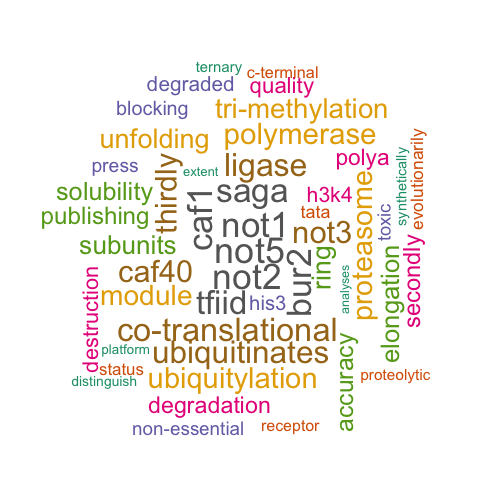 ternary
c-terminal
degraded
quality
blocking
tri-methylation
unfolding
polymerase
press
extent
ligase
polya
solubility
thirdly
caf1
saga
h3k4
synthetically
evolutionarily
publishing
not1
tata
toxic
subunits
not5
not3
proteasome
secondly
caf40
not2
bur2
ring
elongation
module
tfiid
his3
analyses
destruction
co-translational
platform
ubiquitinates
accuracy
status
distinguish
ubiquitylation
proteolytic
degradation
non-essential
receptor